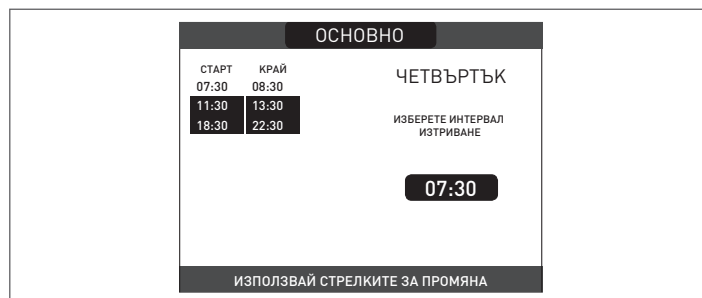 ОСНОВНО
СТАРТ КРАЙ
07:30 08:30
11:30 13:30
18:30 22:30
ЧЕТВЪРТЪК
ИЗБЕРЕТЕ ИНТЕРВАЛ
ИЗТРИВАНЕ
07:30
ИЗПОЛЗВАЙ СТРЕЛКИТЕ ЗА ПРОМЯНА